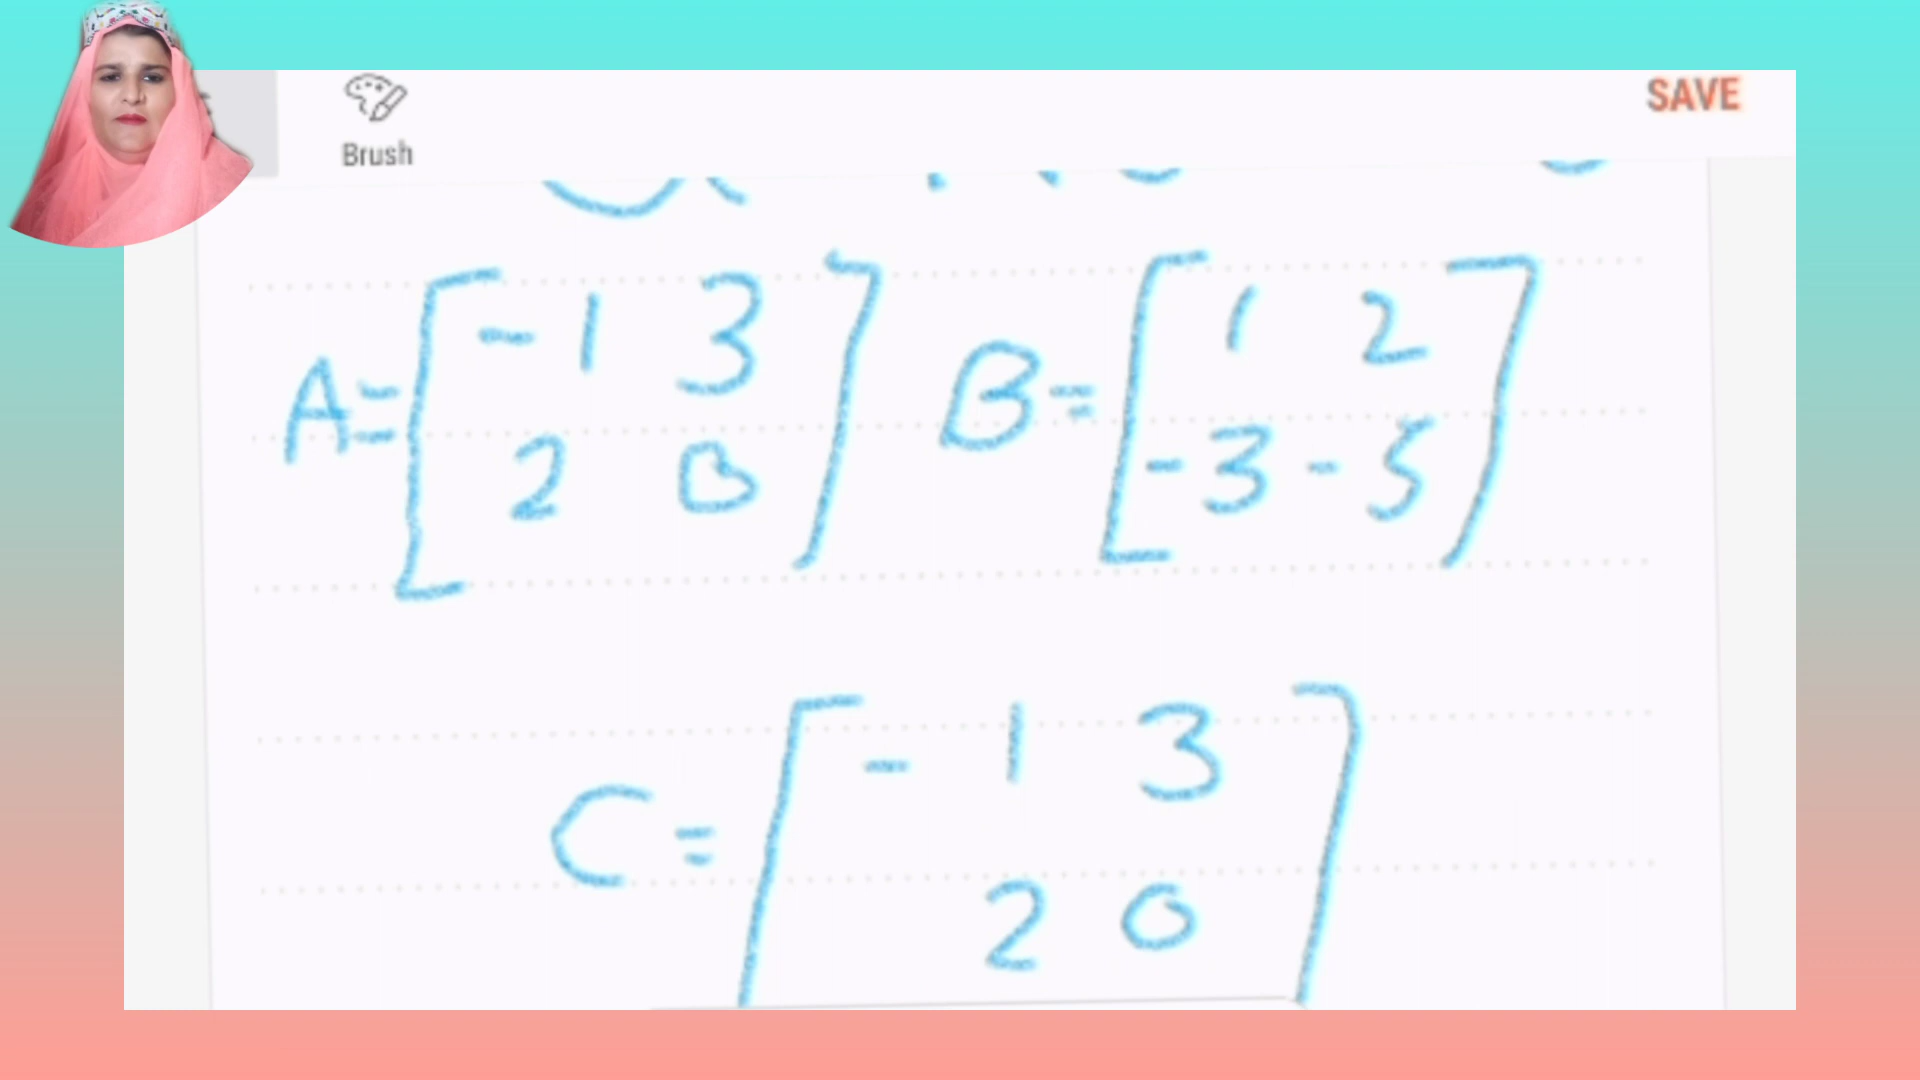 Brush
SAVE
A= [ -1 3 ] B= [ 1 2 ]
2 0 -3 -5
C= [ -1 3 ]
2 0